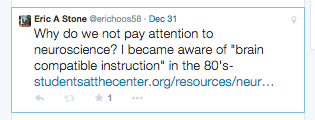 Eric A Stone @erichoos58 · Dec 31
Why do we not pay attention to
neuroscience? I became aware of "brain
compatible instruction" in the 80's-
studentsatthecenter.org/resources/neur...
1